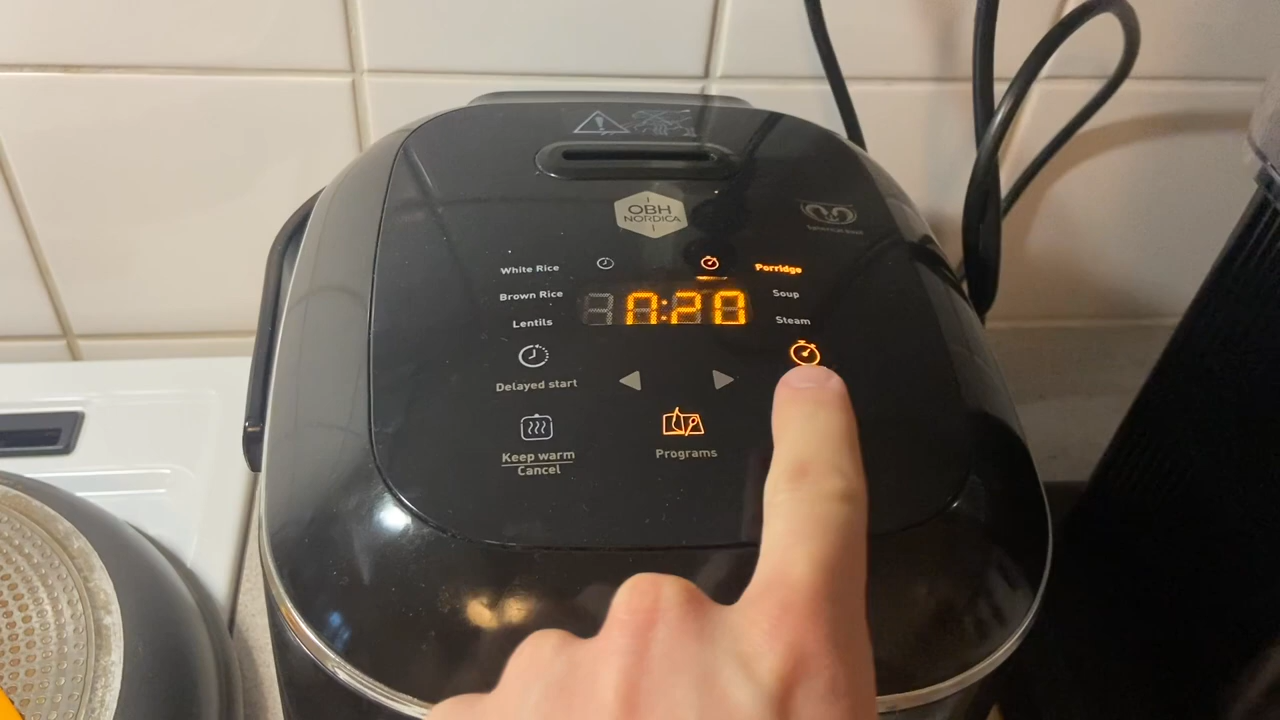 OBH
NORDICA
White Rice
Porridge
Brown Rice
0:20
Soup
Lentils
Steam
Delayed start
Keep warm
Cancel
Programs